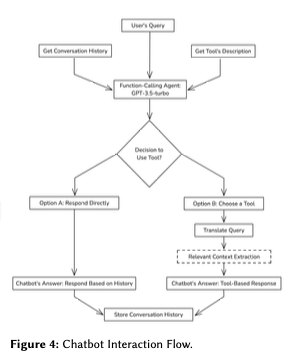 User's Query
Get Conversation History
Get Tool's Description
Function-Calling Agent:
GPT-3.5-turbo
Decision to
Use Tool?
Option A: Respond Directly
Option B: Choose a Tool
Translate Query
Relevant Context Extraction
Chatbot's Answer: Respond Based on History
Chatbot's Answer: Tool-Based Response
Store Conversation History
Figure 4: Chatbot Interaction Flow.